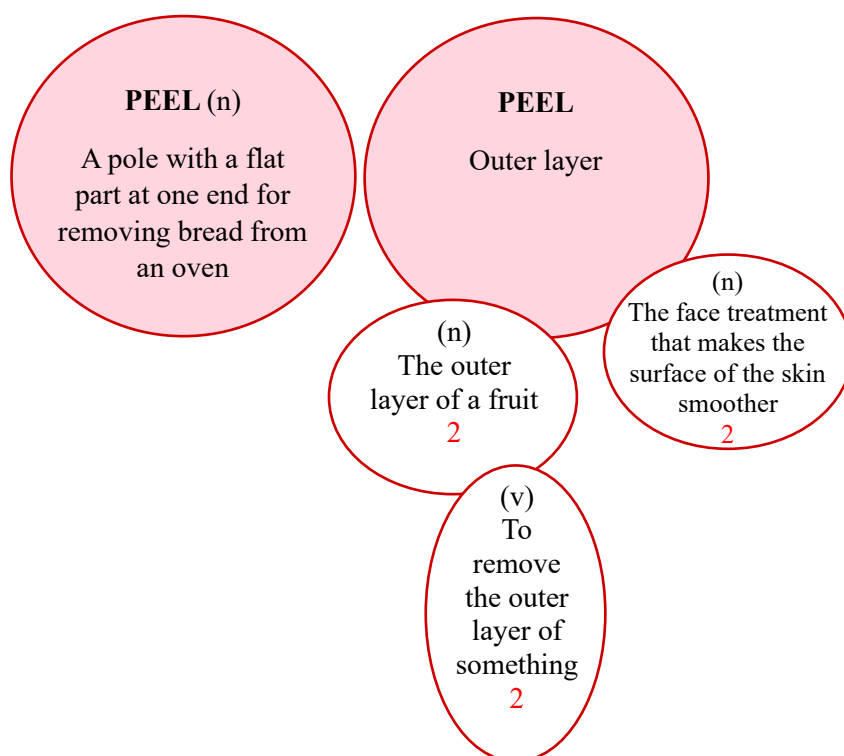 PEEL (n)
A pole with a flat
part at one end for
removing bread from
an oven
PEEL
Outer layer
(n)
The outer
layer of a fruit
2
(n)
The face treatment
that makes the
surface of the skin
smoother
2
(v)
To
remove
the outer
layer of
something
2